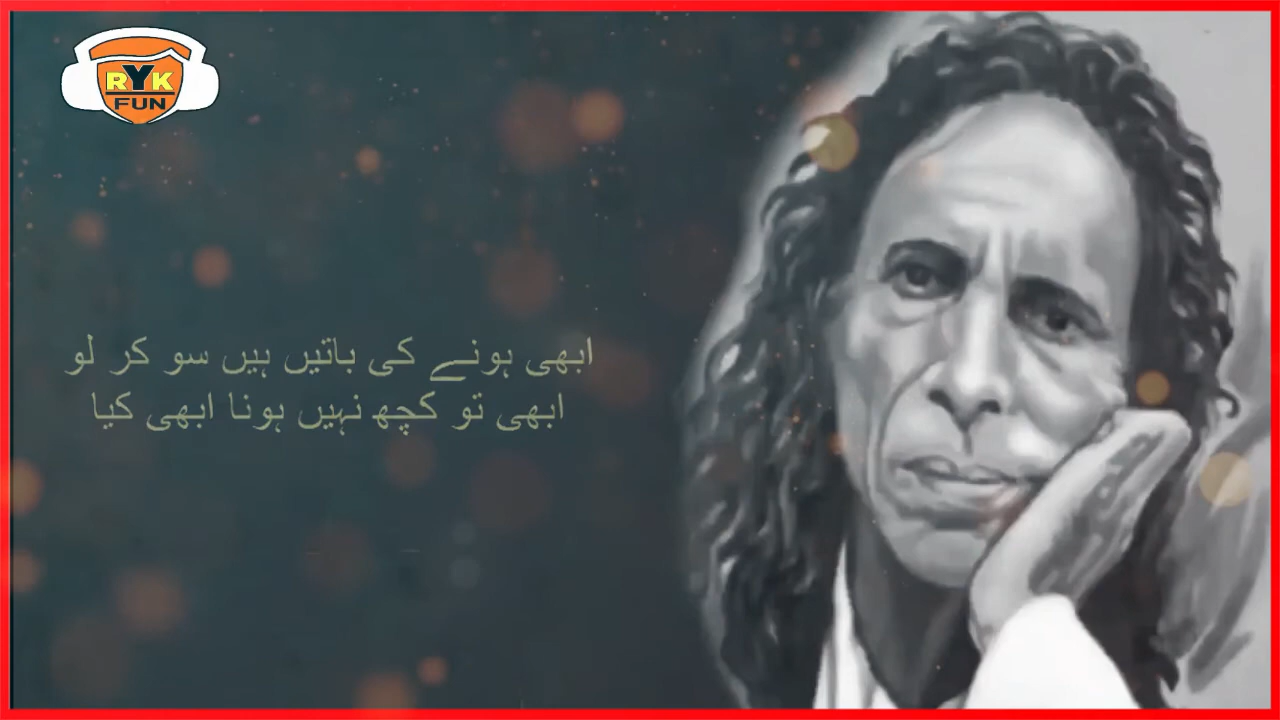 RYK
FUN
ابھی ہونے کی باتیں ہیں سو کر لو
ابھی تو کچھ نہیں ہونا ابھی کیا